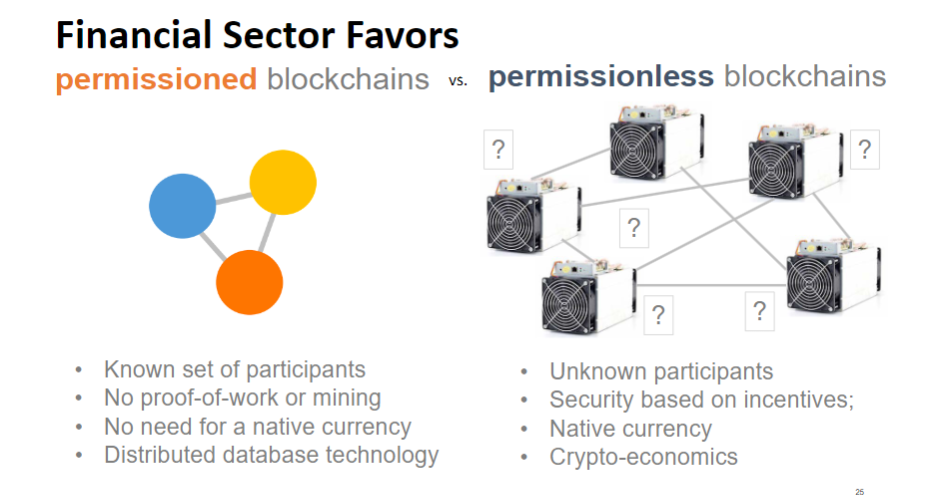 Financial Sector Favors
permissioned blockchains vs. permissionless blockchains
?
?
?
?
?
• Known set of participants
• No proof-of-work or mining
• No need for a native currency
• Distributed database technology
• Unknown participants
• Security based on incentives;
• Native currency
• Crypto-economics
25